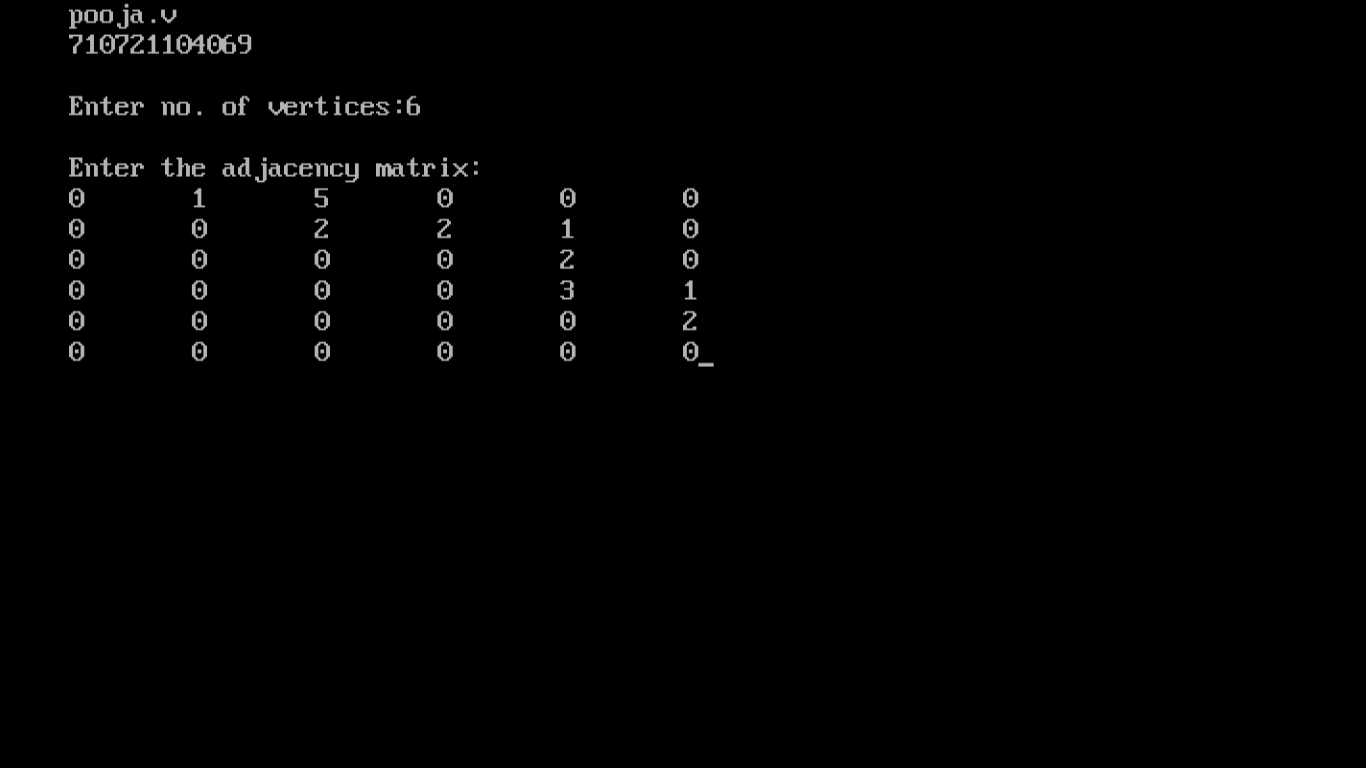 pooja.v
710721104069
Enter no. of vertices:6
Enter the adjacency matrix:
0 1 5 0 0 0
0 0 2 2 1 0
0 0 0 0 2 0
0 0 0 0 3 1
0 0 0 0 0 2
0 0 0 0 0 0_